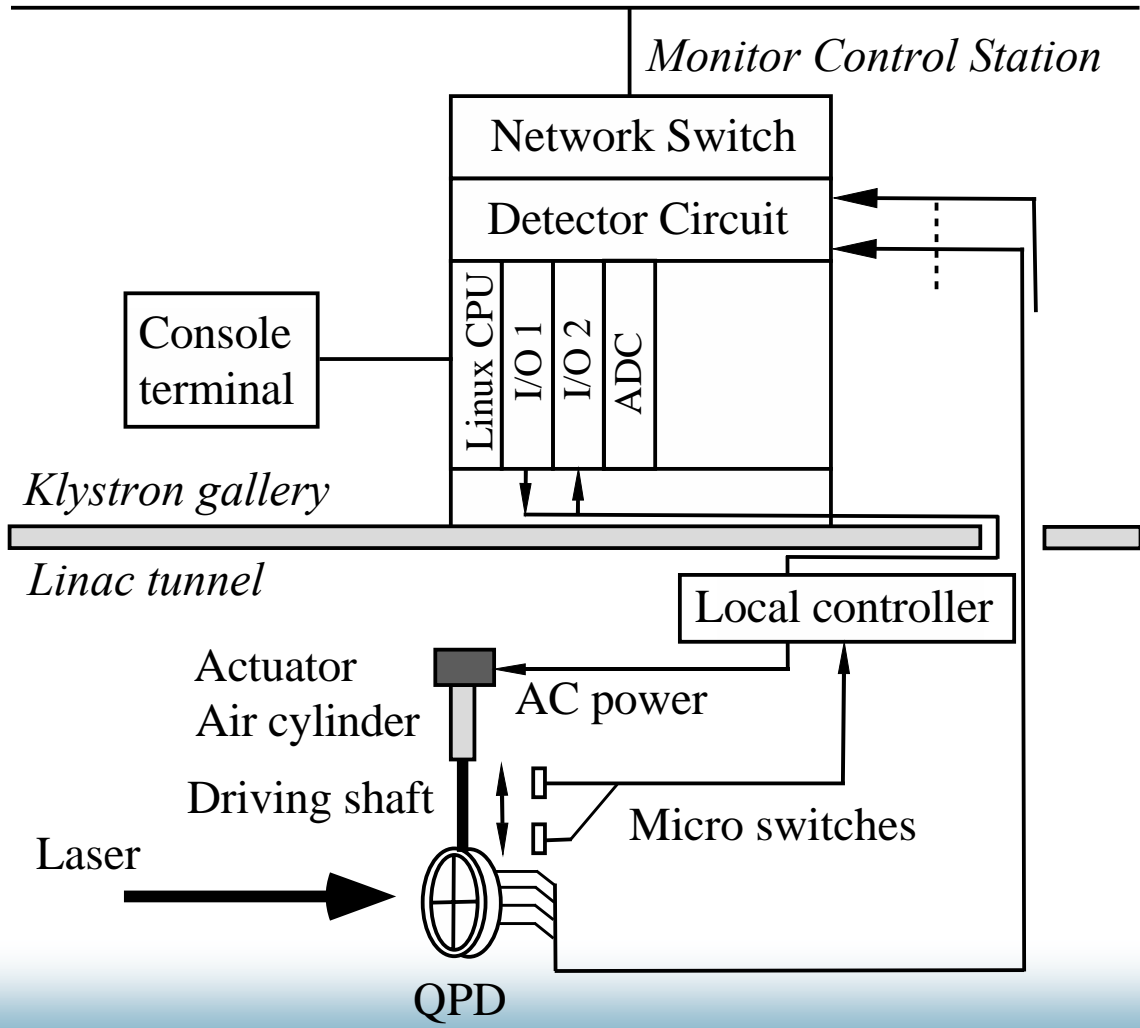 Monitor Control Station
Network Switch
Detector Circuit
Linux CPU
I/O 1
I/O 2
ADC
Console
terminal
Klystron gallery
Linac tunnel
Local controller
Actuator
Air cylinder
AC power
Driving shaft
Micro switches
Laser
QPD